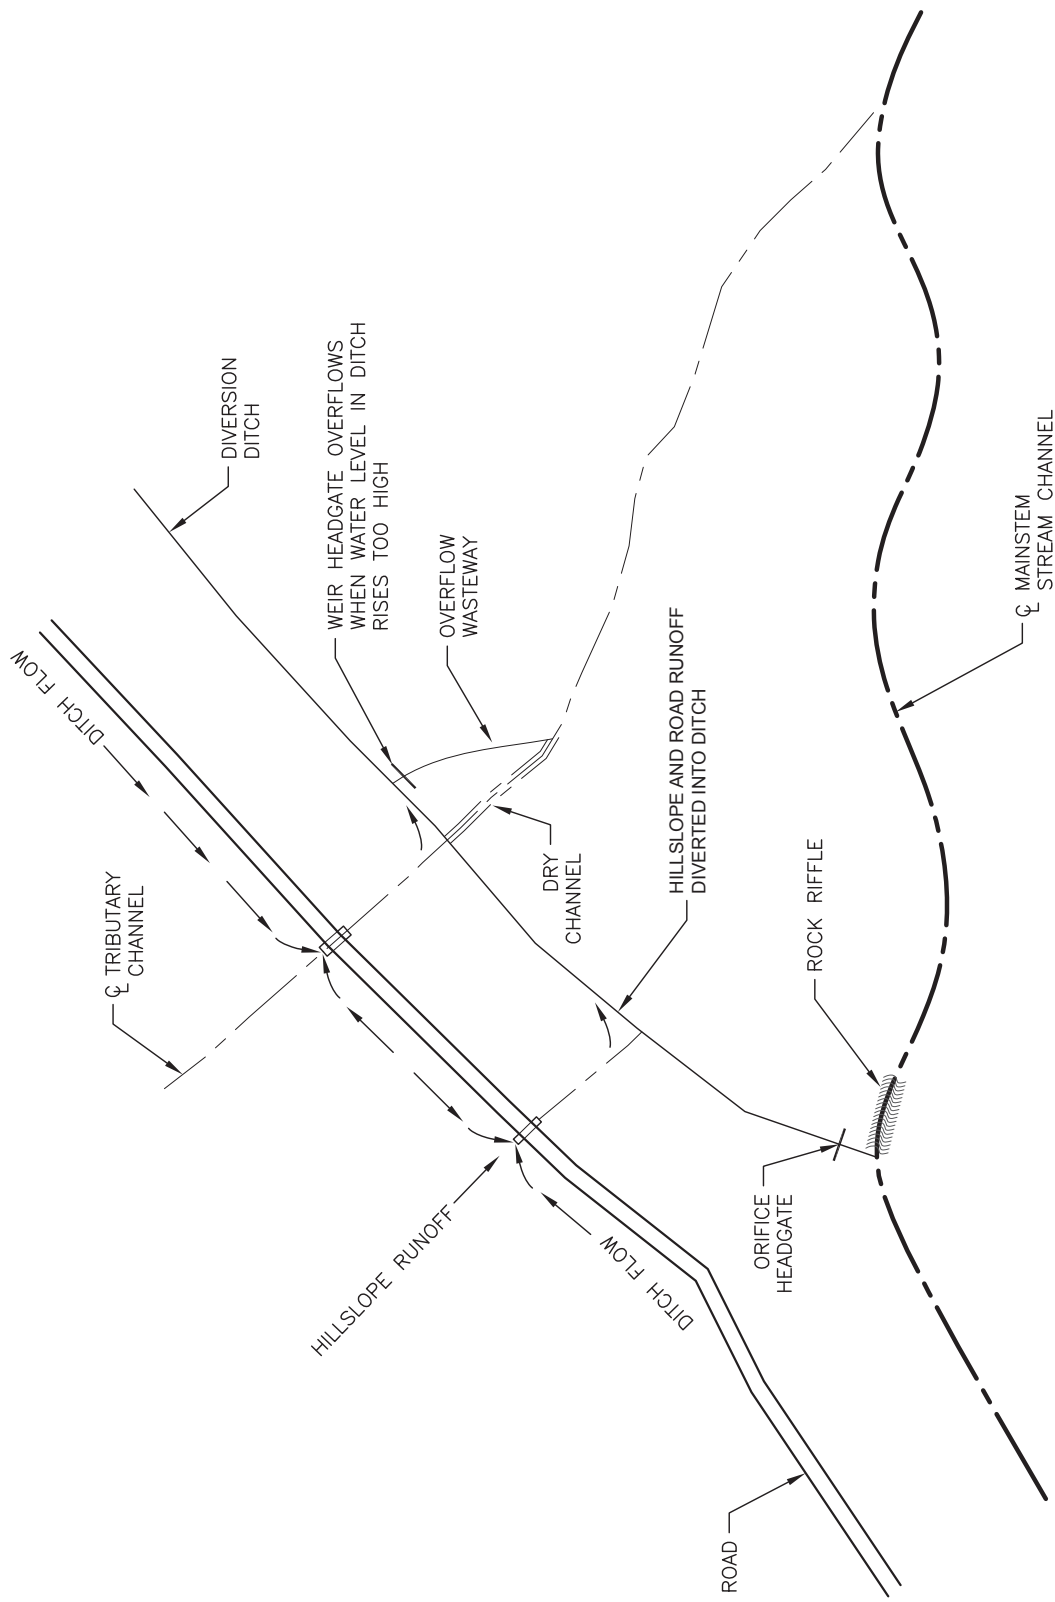 DITCH FLOW
℄ TRIBUTARY
CHANNEL
DIVERSION
DITCH
WEIR HEADGATE OVERFLOWS
WHEN WATER LEVEL IN DITCH
RISES TOO HIGH
OVERFLOW
WASTEWAY
HILLSLOPE RUNOFF
DRY
CHANNEL
HILLSLOPE AND ROAD RUNOFF
DIVERTED INTO DITCH
DITCH FLOW
ROAD
ORIFICE
HEADGATE
ROCK RIFFLE
℄ MAINSTEM
STREAM CHANNEL